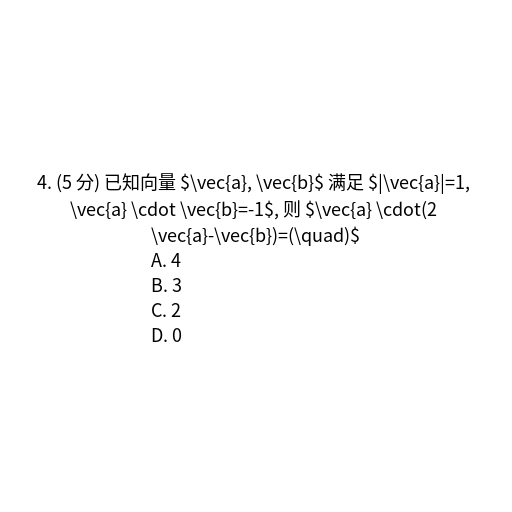 4. (5 分) 已知向量 $\vec{a}, \vec{b}$ 满足 $|\vec{a}|=1,
\vec{a} \cdot \vec{b}=-1$, 则 $\vec{a} \cdot(2
\vec{a}-\vec{b})=(\quad)$
A. 4
B. 3
C. 2
D. 0